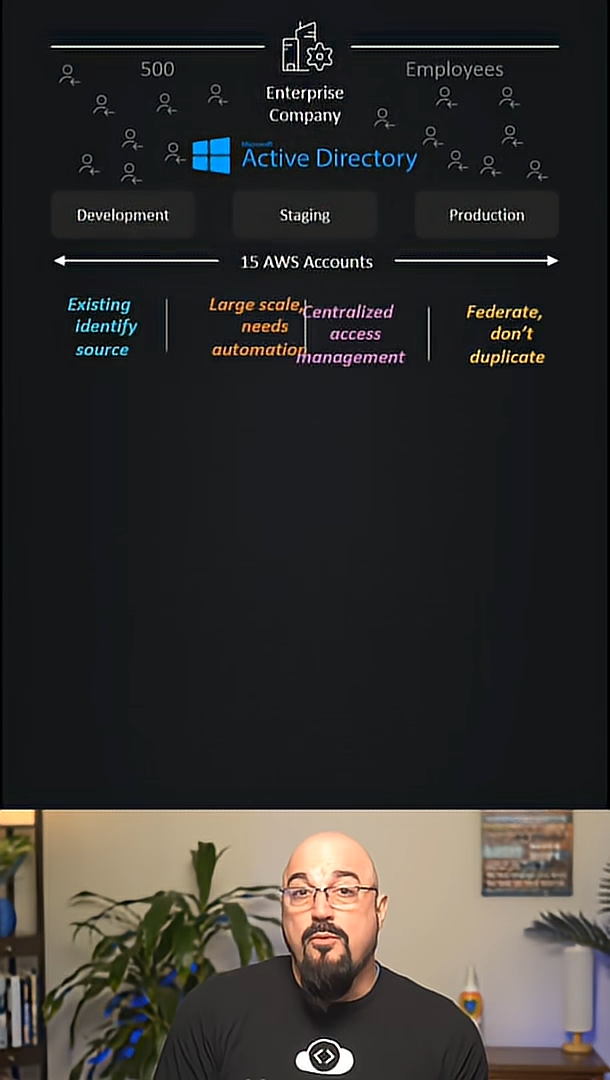 500
Employees
Enterprise
Company
Microsoft
Active Directory
Development
Staging
Production
15 AWS Accounts
Existing
identify
source
Large scale,
needs
automation
Centralized
access
management
Federate,
don't
duplicate